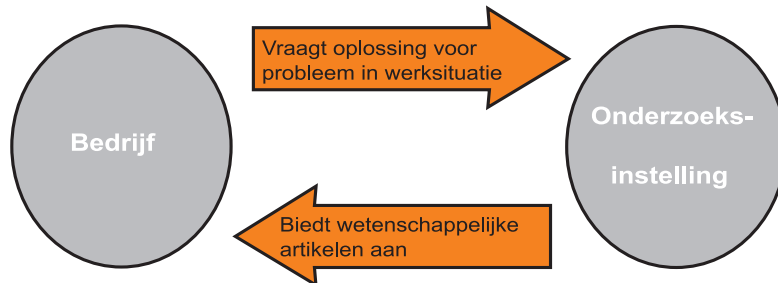 Vraagt oplossing voor
probleem in werksituatie
Bedrijf
Onderzoeks-
instelling
Biedt wetenschappelijke
artikelen aan